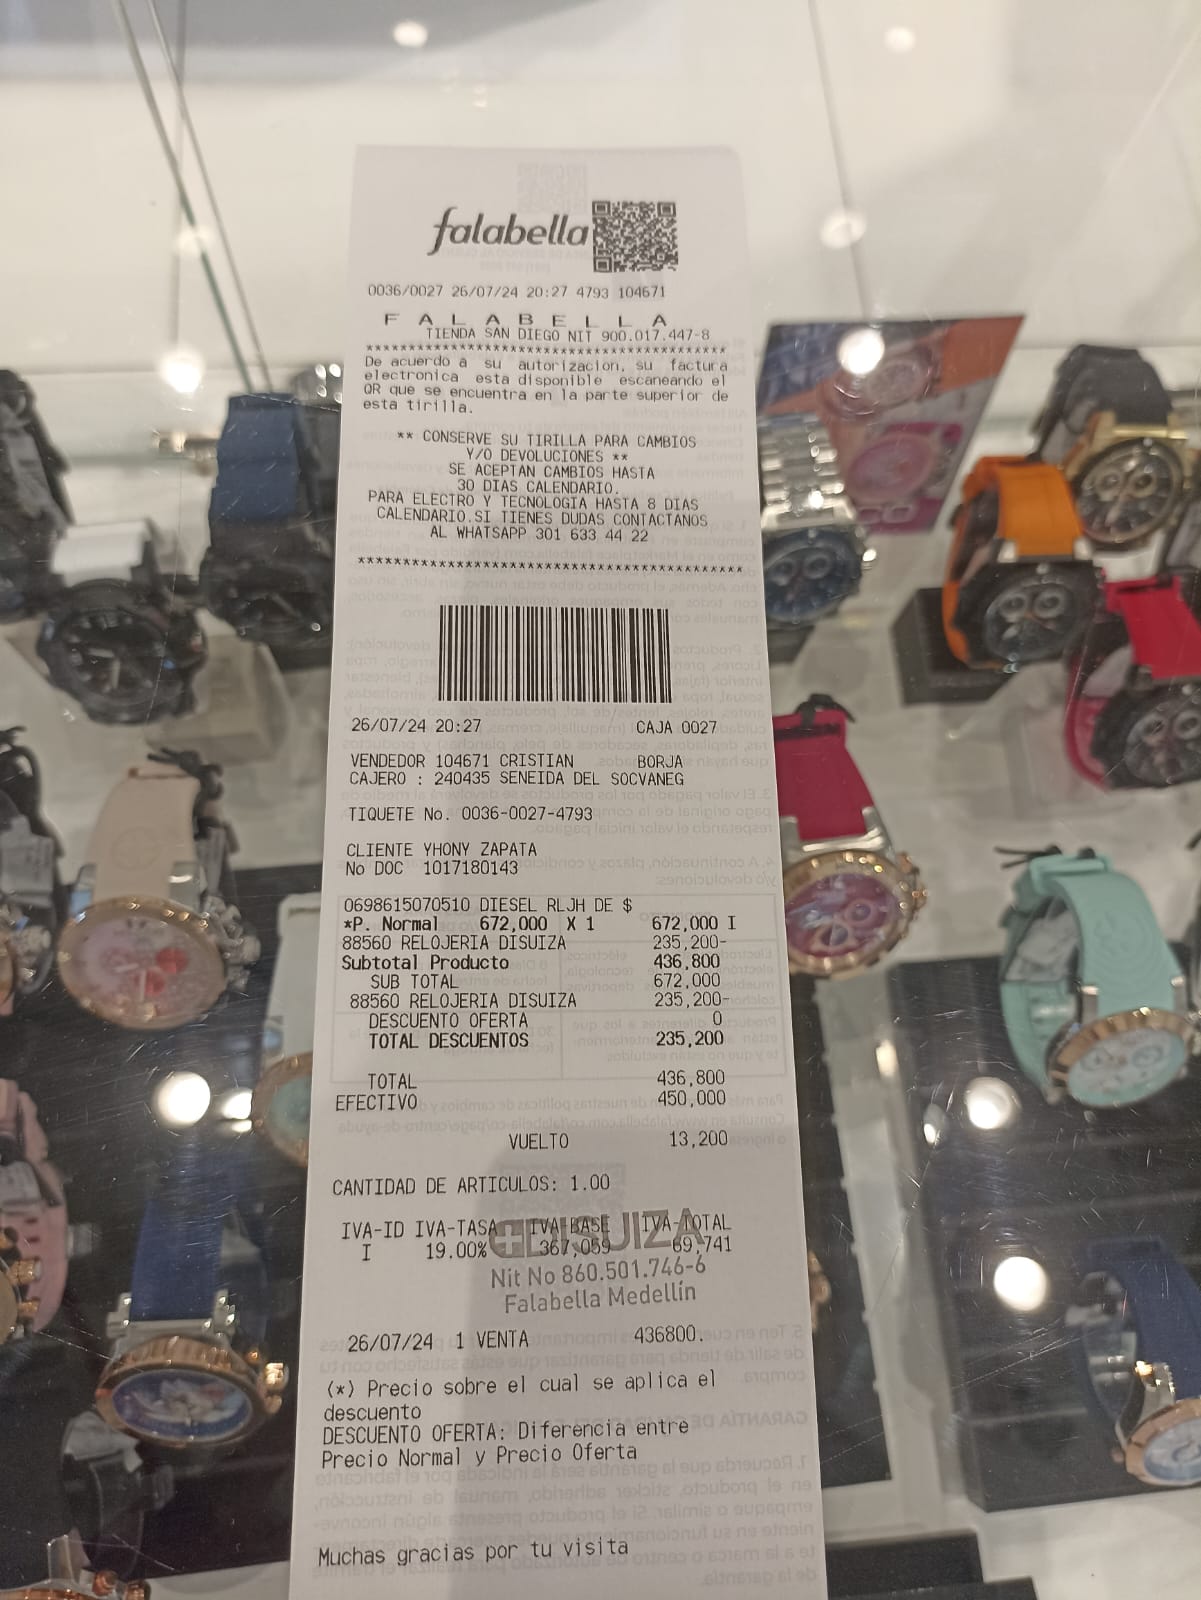 falabella
0036/0027 26/07/24 20:27 4793 104671
F A L A B E L L A
TIENDA SAN DIEGO NIT 900.017.447-8
******************************************
De acuerdo a su autorizacion, su factura
electronica esta disponible escaneando el
QR que se encuentra en la parte superior de
esta tirilla.
** CONSERVE SU TIRILLA PARA CAMBIOS
Y/O DEVOLUCIONES **
SE ACEPTAN CAMBIOS HASTA
30 DIAS CALENDARIO.
PARA ELECTRO Y TECNOLOGIA HASTA 8 DIAS
CALENDARIO.SI TIENES DUDAS CONTACTANOS
AL WHATSAPP 301 633 44 22
******************************************
26/07/24 20:27 CAJA 0027
VENDEDOR 104671 CRISTIAN BORJA
CAJERO : 240435 SENEIDA DEL SOCVANEG
TIQUETE No. 0036-0027-4793
CLIENTE YHONY ZAPATA
No DOC 1017180143
0698615070510 DIESEL RLJH DE $
*P. Normal 672,000 X 1 672,000 I
88560 RELOJERIA DISUIZA 235,200-
Subtotal Producto 436,800
SUB TOTAL 672,000
88560 RELOJERIA DISUIZA 235,200-
DESCUENTO OFERTA 0
TOTAL DESCUENTOS 235,200
TOTAL 436,800
EFECTIVO 450,000
VUELTO 13,200
CANTIDAD DE ARTICULOS: 1.00
IVA-ID IVA-TASA IVA-BASE IVA-TOTAL
I 19.00% 367,059 69,741
DISUIZA
Nit No 860.501.746-6
Falabella Medellín
26/07/24 1 VENTA 436800.
(*) Precio sobre el cual se aplica el
descuento
DESCUENTO OFERTA: Diferencia entre
Precio Normal y Precio Oferta
Muchas gracias por tu visita